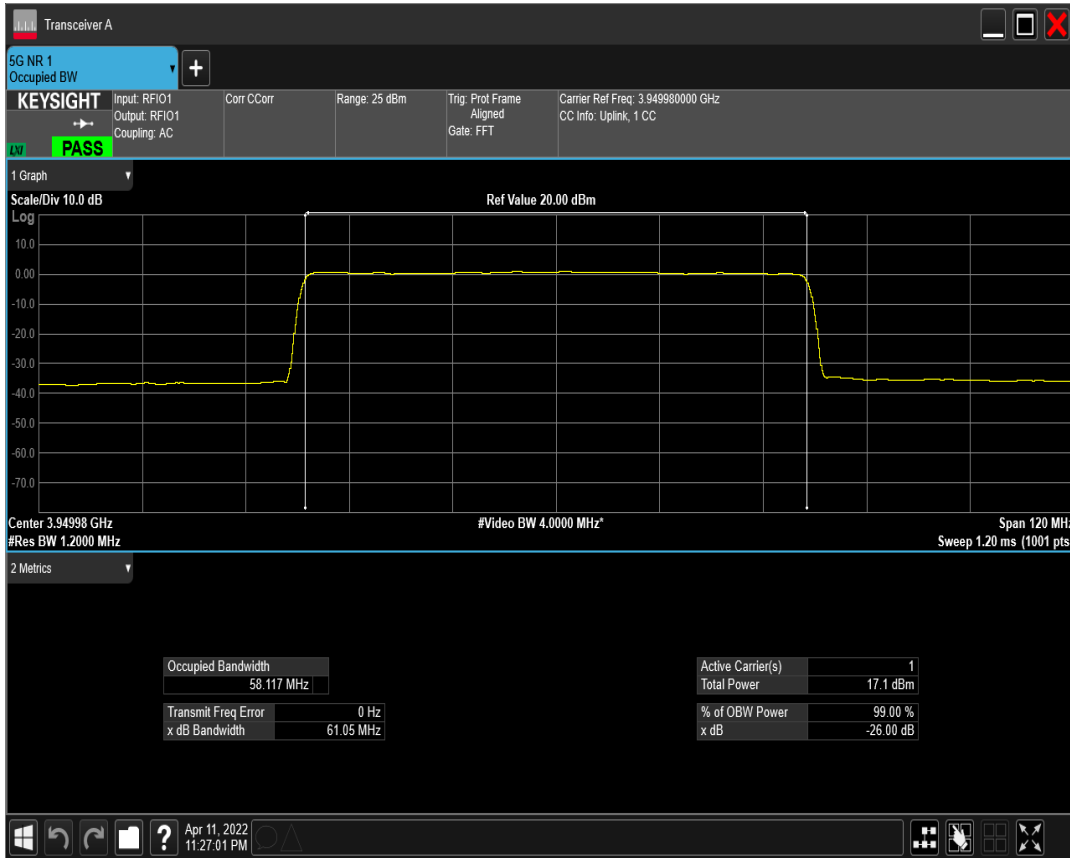 Transceiver A
5G NR 1
Occupied BW
+
KEYSIGHT
Input: RFIO1
Output: RFIO1
Coupling: AC
Corr CCorr
Range: 25 dBm
Trig: Prot Frame
Aligned
Gate: FFT
Carrier Ref Freq: 3.949980000 GHz
CC Info: Uplink, 1 CC
LXI
PASS
1 Graph
Scale/Div 10.0 dB
Ref Value 20.00 dBm
Log
10.0
0.00
-10.0
-20.0
-30.0
-40.0
-50.0
-60.0
-70.0
Center 3.94998 GHz
#Video BW 4.0000 MHz*
Span 120 MHz
#Res BW 1.2000 MHz
Sweep 1.20 ms (1001 pts
2 Metrics
Occupied Bandwidth
58.117 MHz
Transmit Freq Error 0 Hz
x dB Bandwidth 61.05 MHz
Active Carrier(s) 1
Total Power 17.1 dBm
% of OBW Power 99.00 %
x dB -26.00 dB
?
Apr 11, 2022
11:27:01 PM